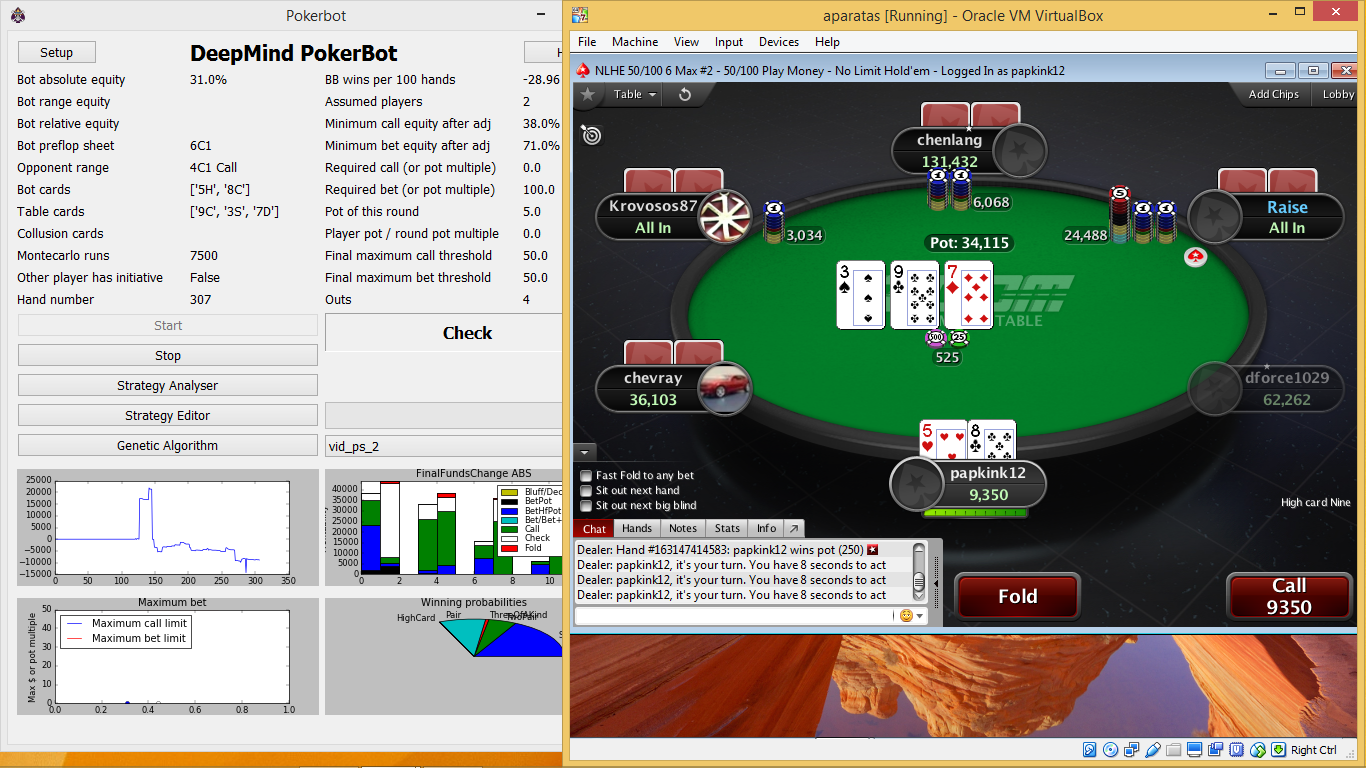 Pokerbot
Setup
DeepMind PokerBot
H
Bot absolute equity 31.0% BB wins per 100 hands -28.96
Bot range equity Assumed players 2
Bot relative equity Minimum call equity after adj 38.0%
Bot preflop sheet 6C1 Minimum bet equity after adj 71.0%
Opponent range 4C1 Call Required call (or pot multiple) 0.0
Bot cards ['5H', '8C'] Required bet (or pot multiple) 100.0
Table cards ['9C', '3S', '7D'] Pot of this round 5.0
Collusion cards Player pot / round pot multiple 0.0
Montecarlo runs 7500 Final maximum call threshold 50.0
Other player has initiative False Final maximum bet threshold 50.0
Hand number 307 Outs 4
Start
Check
Stop
Strategy Analyser
Strategy Editor
Genetic Algorithm
vid_ps_2
25000
20000
15000
10000
5000
0
−5000
−10000
−15000
0 50 100 150 200 250 300 350
FinalFundsChange ABS
40000
35000
30000
25000
20000
15000
10000
5000
0
0 2 4 6 8 10
Bluff/Dec
BetPot
BetHfPot
Bet/Bet+
Call
Check
Fold
Maximum bet
Max $ or pot multiple
50
40
30
20
10
0
0.0 0.2 0.4 0.6 0.8 1.0
Maximum call limit
Maximum bet limit
Winning probabilities
HighCard
Pair
aparatas [Running] - Oracle VM VirtualBox
File Machine View Input Devices Help
NLHE 50/100 6 Max #2 - 50/100 Play Money - No Limit Hold'em - Logged In as papkink12
Table
Add Chips Lobby
chenlang
131,432
6,068
Krovosos87
All In
3,034
Raise
All In
24,488
Pot: 34,115
3
9
7
TABLE
500
25
525
chevray
36,103
dforce1029
62,262
5
8
papkink12
9,350
Fast Fold to any bet
Sit out next hand
Sit out next big blind
High card Nine
Chat Hands Notes Stats Info
Dealer: Hand #163147414583: papkink12 wins pot (250)
Dealer: papkink12, it's your turn. You have 8 seconds to act
Dealer: papkink12, it's your turn. You have 8 seconds to act
Dealer: papkink12, it's your turn. You have 8 seconds to act
Fold
Call
9350
Right Ctrl